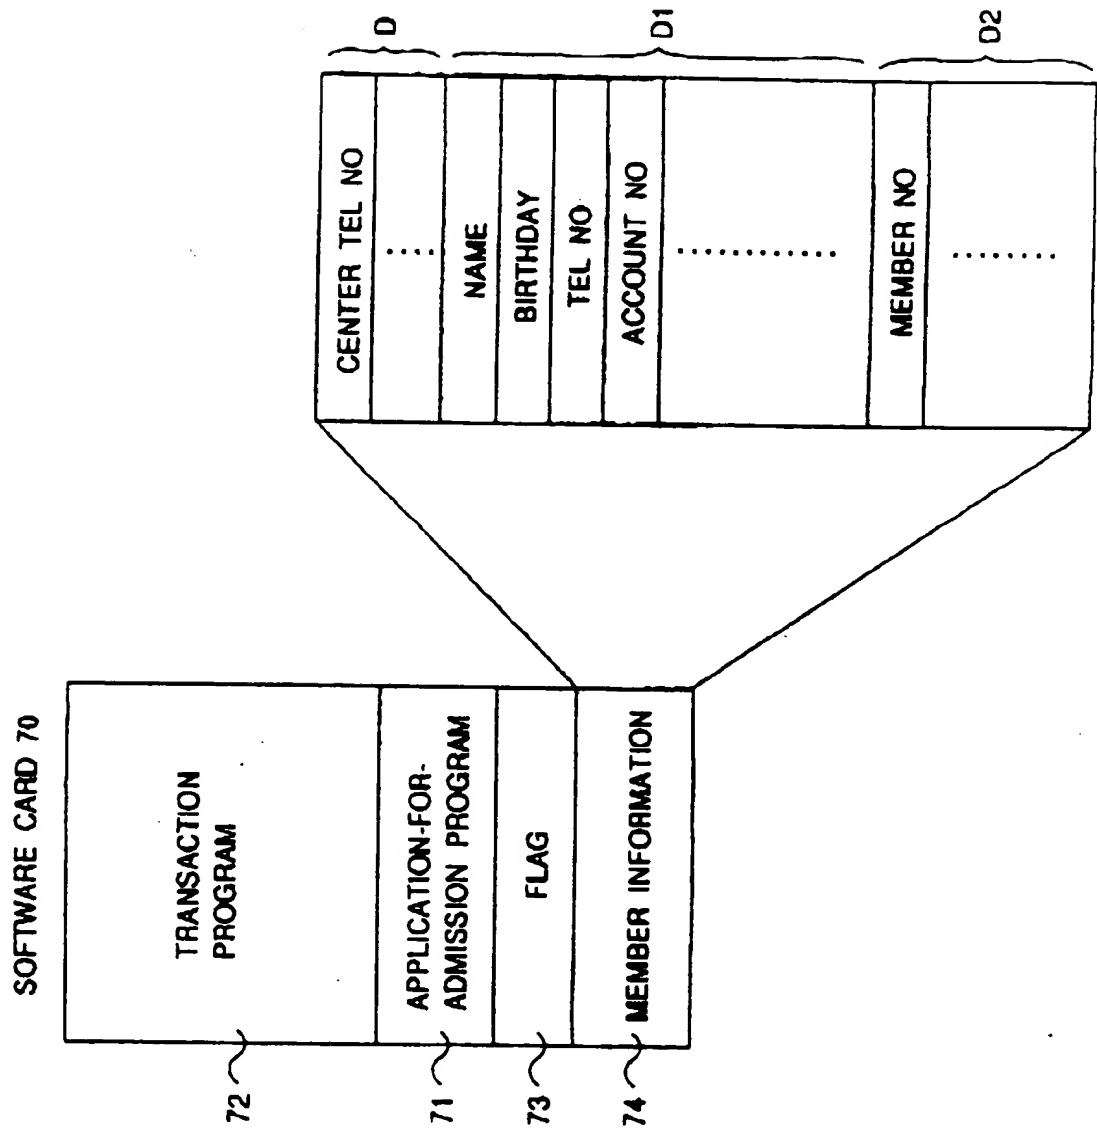 SOFTWARE CARD 70
72
TRANSACTION
PROGRAM
71
APPLICATION-FOR-
ADMISSION PROGRAM
73
FLAG
74
MEMBER INFORMATION
CENTER TEL NO
.....
D
NAME
BIRTHDAY
TEL NO
ACCOUNT NO
.............
D1
MEMBER NO
........
D2